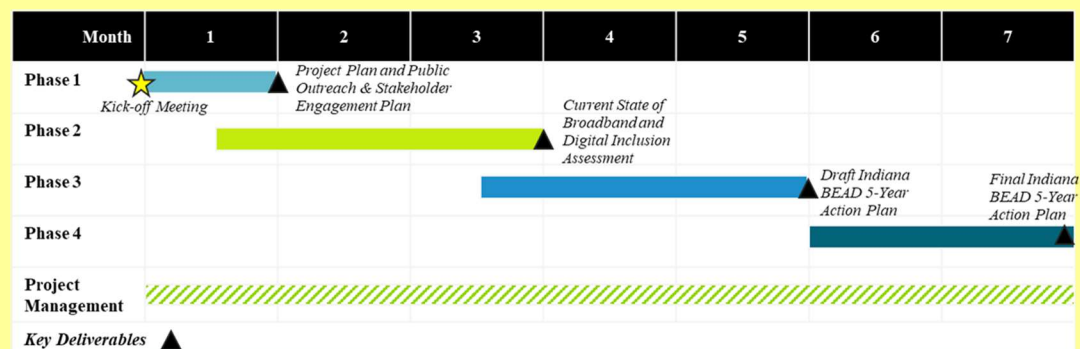 Month 1 2 3 4 5 6 7
Phase 1
Kick-off Meeting
Project Plan and Public
Outreach & Stakeholder
Engagement Plan
Phase 2
Current State of
Broadband and
Digital Inclusion
Assessment
Phase 3
Draft Indiana
BEAD 5-Year
Action Plan
Final Indiana
BEAD 5-Year
Action Plan
Phase 4
Project
Management
Key Deliverables